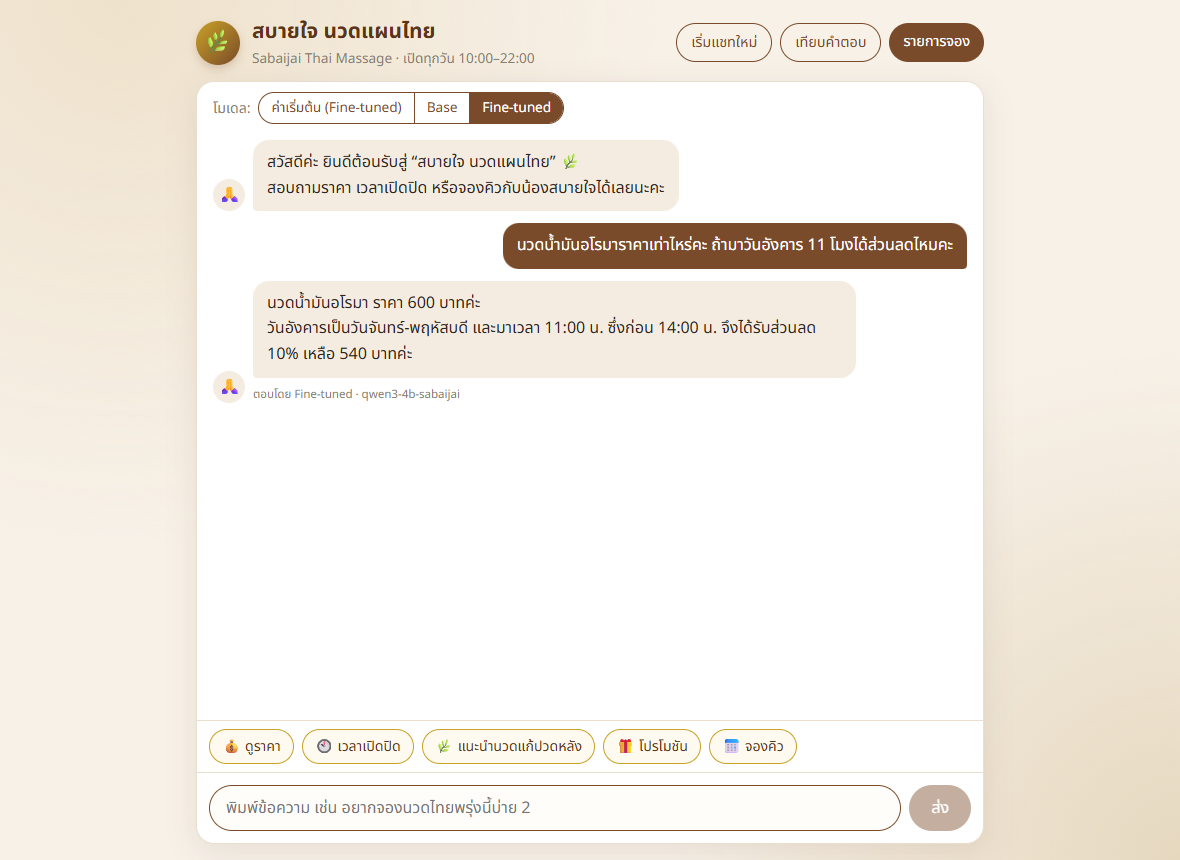 สบายใจ นวดแผนไทย
Sabaijai Thai Massage · เปิดทุกวัน 10:00–22:00
เริ่มแชทใหม่
เทียบคำตอบ
รายการจอง
โมเดล:
ค่าเริ่มต้น (Fine-tuned)
Base
Fine-tuned
สวัสดีค่ะ ยินดีต้อนรับสู่ “สบายใจ นวดแผนไทย” 🌿
สอบถามราคา เวลาเปิดปิด หรือจองคิวกับน้องสบายใจได้เลยนะคะ
นวดน้ำมันอโรมาราคาเท่าไหร่คะ ถ้ามาวันอังคาร 11 โมงได้ส่วนลดไหมคะ
นวดน้ำมันอโรมา ราคา 600 บาทค่ะ
วันอังคารเป็นวันจันทร์-พฤหัสบดี และมาเวลา 11:00 น. ซึ่งก่อน 14:00 น. จึงได้รับส่วนลด
10% เหลือ 540 บาทค่ะ
ตอบโดย Fine-tuned · qwen3-4b-sabaijai
ดูราคา
เวลาเปิดปิด
แนะนำนวดแก้ปวดหลัง
โปรโมชัน
จองคิว
พิมพ์ข้อความ เช่น อยากจองนวดไทยพรุ่งนี้บ่าย 2
ส่ง